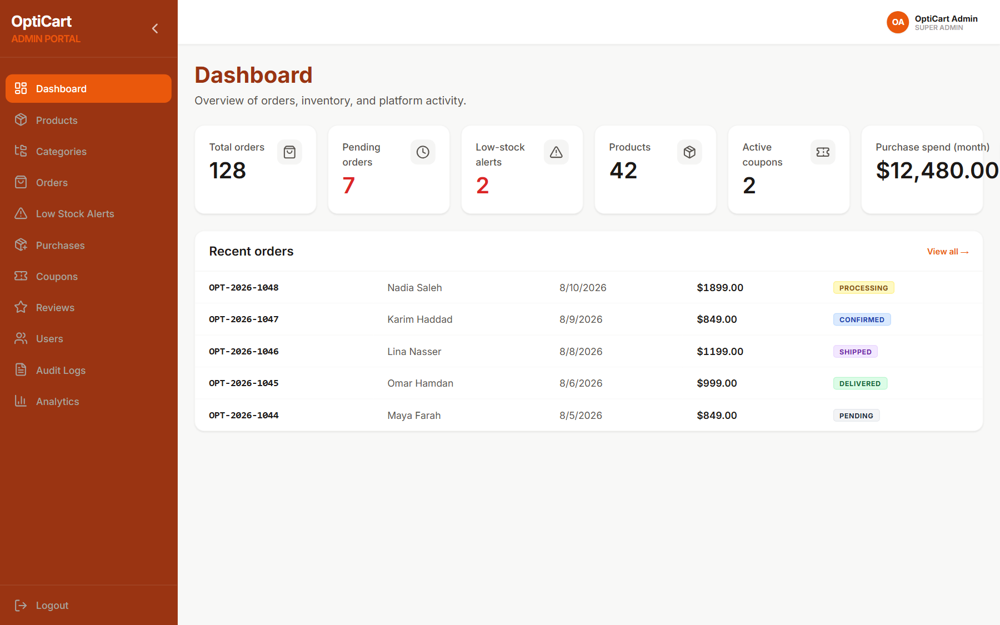 OptiCart
ADMIN PORTAL
Dashboard
Products
Categories
Orders
Low Stock Alerts
Purchases
Coupons
Reviews
Users
Audit Logs
Analytics
Logout
OA
OptiCart Admin
SUPER ADMIN
Dashboard
Overview of orders, inventory, and platform activity.
Total orders
128
Pending
orders
7
Low-stock
alerts
2
Products
42
Active
coupons
2
Purchase spend (month)
$12,480.00
Recent orders
View all →
OPT-2026-1048 Nadia Saleh 8/10/2026 $1899.00 PROCESSING
OPT-2026-1047 Karim Haddad 8/9/2026 $849.00 CONFIRMED
OPT-2026-1046 Lina Nasser 8/8/2026 $1199.00 SHIPPED
OPT-2026-1045 Omar Hamdan 8/6/2026 $999.00 DELIVERED
OPT-2026-1044 Maya Farah 8/5/2026 $849.00 PENDING